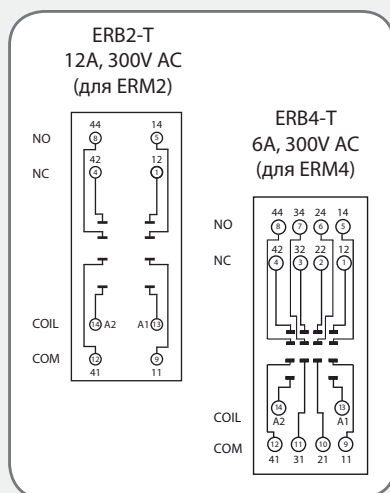 ERB2-T
12A, 300V AC
(для ERM2)
44 14
NO 8 5
42 12
NC 4 1
COIL 14 A2 A1 13
COM 12 9
41 11
ERB4-T
6A, 300V AC
(для ERM4)
44 34 24 14
NO 8 7 6 5
42 32 22 12
NC 4 3 2 1
14 13
COIL A2 A1
COM 12 11 10 9
41 31 21 11